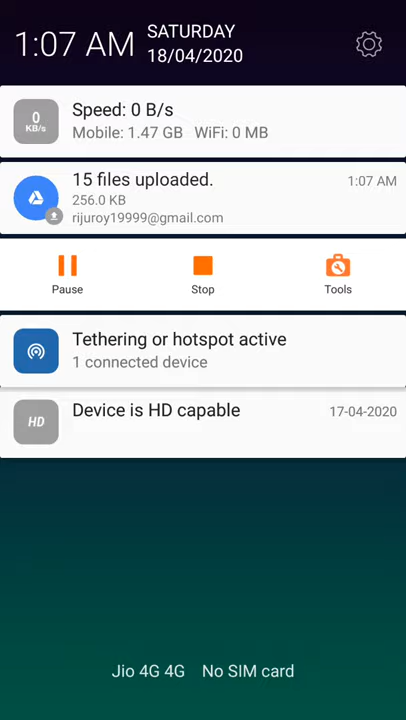 1:07 AM
SATURDAY
18/04/2020
0
KB/s
Speed: 0 B/s
Mobile: 1.47 GB WiFi: 0 MB
15 files uploaded.
1:07 AM
256.0 KB
rijuroy19999@gmail.com
Pause Stop Tools
Tethering or hotspot active
1 connected device
HD
Device is HD capable
17-04-2020
Jio 4G 4G No SIM card